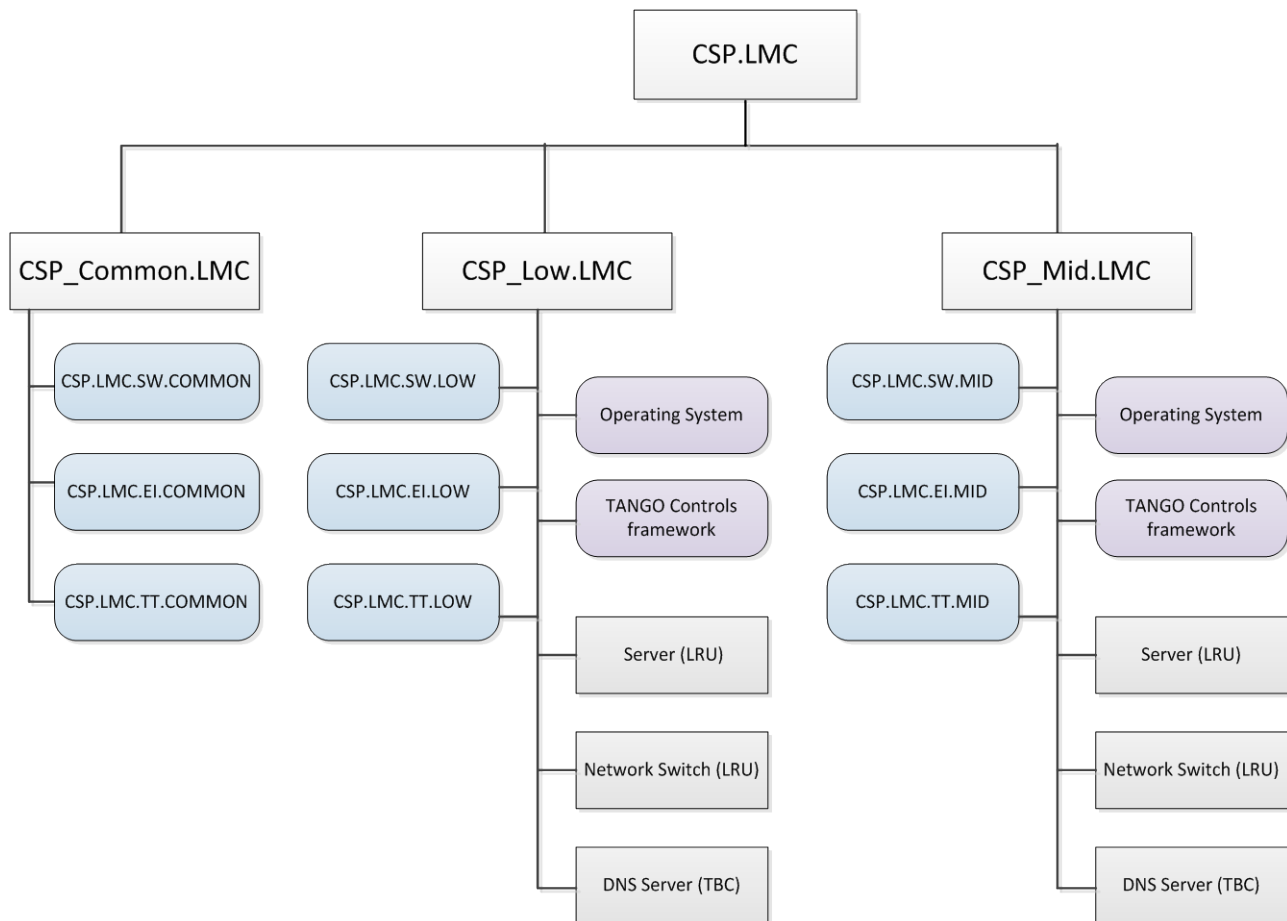 CSP.LMC
CSP_Common.LMC
CSP_Low.LMC
CSP_Mid.LMC
CSP.LMC.SW.COMMON
CSP.LMC.EI.COMMON
CSP.LMC.TT.COMMON
CSP.LMC.SW.LOW
CSP.LMC.EI.LOW
CSP.LMC.TT.LOW
Operating System
TANGO Controls
framework
Server (LRU)
Network Switch (LRU)
DNS Server (TBC)
CSP.LMC.SW.MID
CSP.LMC.EI.MID
CSP.LMC.TT.MID
Operating System
TANGO Controls
framework
Server (LRU)
Network Switch (LRU)
DNS Server (TBC)